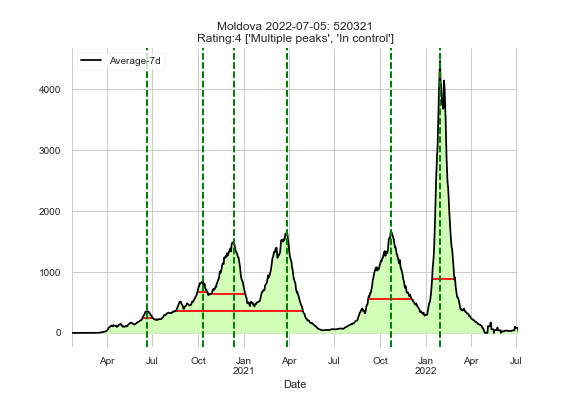 Moldova 2022-07-05: 520321
Rating:4 ['Multiple peaks', 'In control']
Average-7d
4000
3000
2000
1000
0
Apr Jul Oct Jan Apr Jul Oct Jan Apr Jul
2021 2022
Date